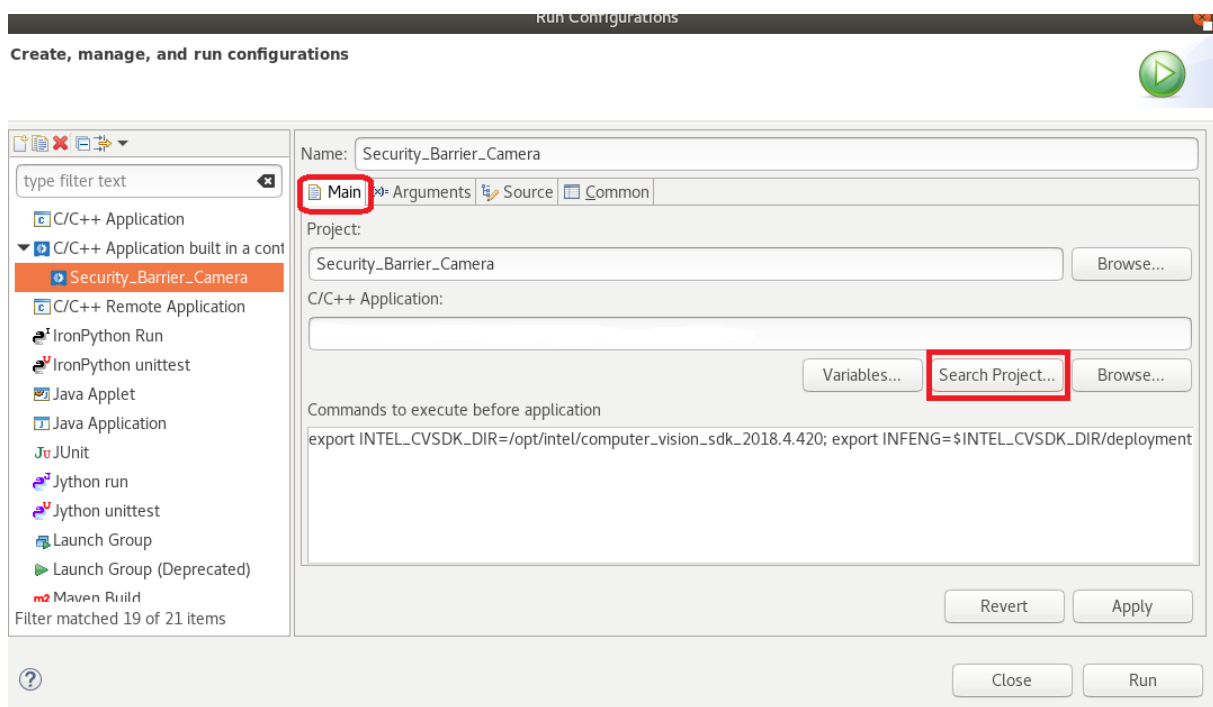 Run Configurations
Create, manage, and run configurations
type filter text
C/C++ Application
C/C++ Application built in a cont
Security_Barrier_Camera
C/C++ Remote Application
IronPython Run
IronPython unittest
Java Applet
Java Application
JUnit
Jython run
Jython unittest
Launch Group
Launch Group (Deprecated)
Maven Build
Filter matched 19 of 21 items
Name: Security_Barrier_Camera
Main Arguments Source Common
Project:
Security_Barrier_Camera Browse...
C/C++ Application:
Variables... Search Project... Browse...
Commands to execute before application
export INTEL_CVSDK_DIR=/opt/intel/computer_vision_sdk_2018.4.420; export INFENG=$INTEL_CVSDK_DIR/deployment
Revert Apply
Close Run